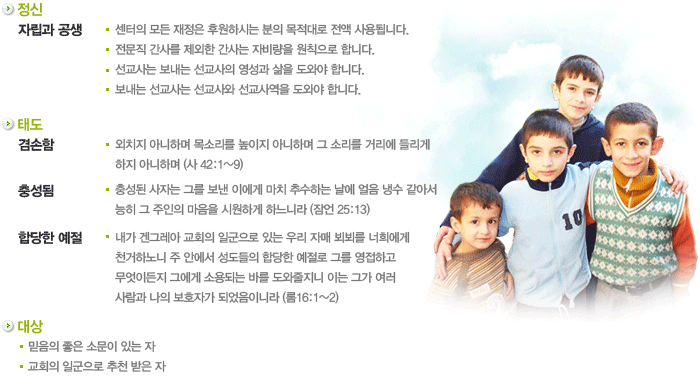 정신
자립과 공생
센터의 모든 재정은 후원하시는 분의 목적대로 전액 사용됩니다.
전문직 간사를 제외한 간사는 자비량을 원칙으로 합니다.
선교사는 보내는 선교사의 영성과 삶을 도와야 합니다.
보내는 선교사는 선교사와 선교사역을 도와야 합니다.
태도
겸손함
외치지 아니하며 목소리를 높이지 아니하며 그 소리를 거리에 들리게
하지 아니하며 (사 42:1~9)
충성됨
충성된 사자는 그를 보낸 이에게 마치 추수하는 날에 얼음 냉수 같아서
능히 그 주인의 마음을 시원하게 하느니라 (잠언 25:13)
합당한 예절
내가 겐그레아 교회의 일군으로 있는 우리 자매 뵈뵈를 너희에게
천거하노니 주 안에서 성도들의 합당한 예절로 그를 영접하고
무엇이든지 그에게 소용되는 바를 도와줄지니 이는 그가 여러
사람과 나의 보호자가 되었음이니라 (롬16:1~2)
대상
믿음의 좋은 소문이 있는 자
교회의 일군으로 추천 받은 자
10